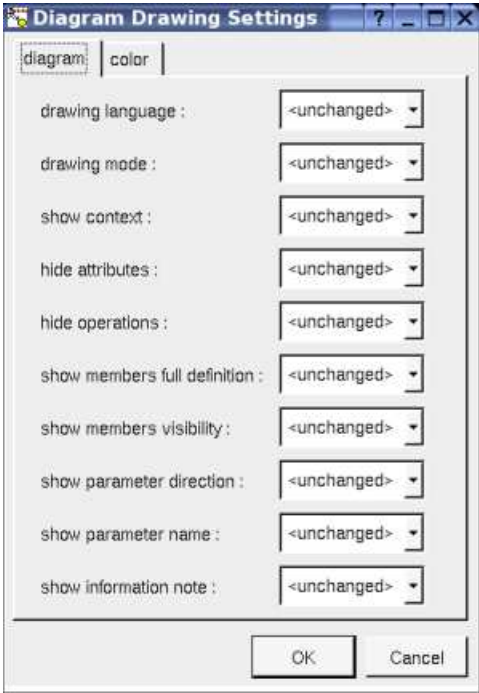 Diagram Drawing Settings ? _ □ X
diagram color
drawing language : <unchanged>
drawing mode : <unchanged>
show context : <unchanged>
hide attributes : <unchanged>
hide operations : <unchanged>
show members full definition : <unchanged>
show members visibility : <unchanged>
show parameter direction : <unchanged>
show parameter name : <unchanged>
show information note : <unchanged>
OK Cancel